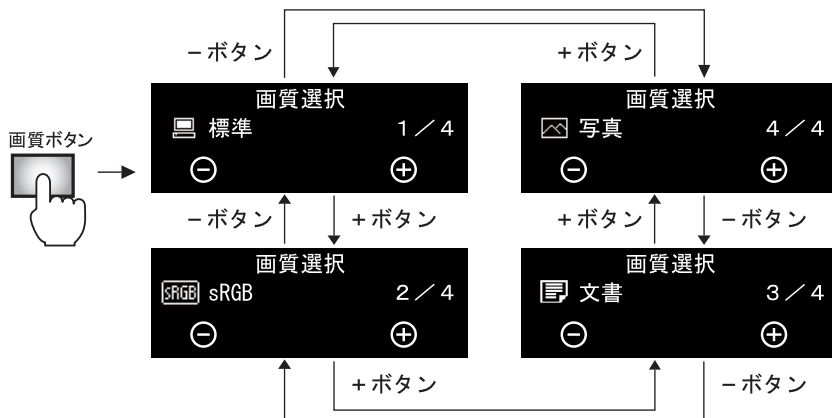 －ボタン
＋ボタン
画質ボタン
画質選択
標準 1／4
⊖ ⊕
画質選択
写真 4／4
⊖ ⊕
－ボタン
＋ボタン
＋ボタン
－ボタン
画質選択
sRGB sRGB 2／4
⊖ ⊕
画質選択
文書 3／4
⊖ ⊕
＋ボタン
－ボタン